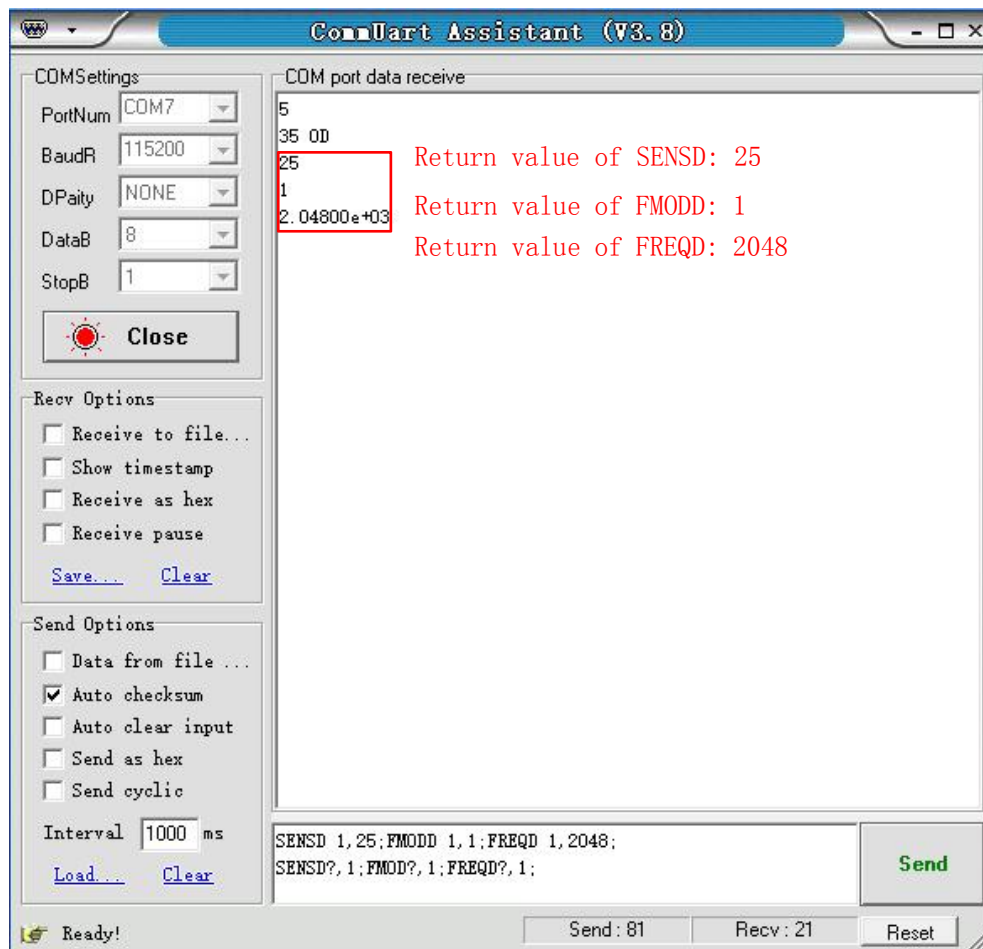 CommUart Assistant (V3.8)
COMSettings
PortNum COM7
BaudR 115200
DPaity NONE
DataB 8
StopB 1
Close
Recv Options
Receive to file...
Show timestamp
Receive as hex
Receive pause
Save... Clear
Send Options
Data from file ...
Auto checksum
Auto clear input
Send as hex
Send cyclic
Interval 1000 ms
Load... Clear
COM port data receive
5
35 0D
25
1
2.04800e+03
Return value of SENSD: 25
Return value of FMODD: 1
Return value of FREQD: 2048
SENSD 1,25;FMODD 1,1;FREQD 1,2048;
SENSD?,1;FMOD?,1;FREQD?,1;
Send
Ready!
Send : 81
Recv : 21
Reset